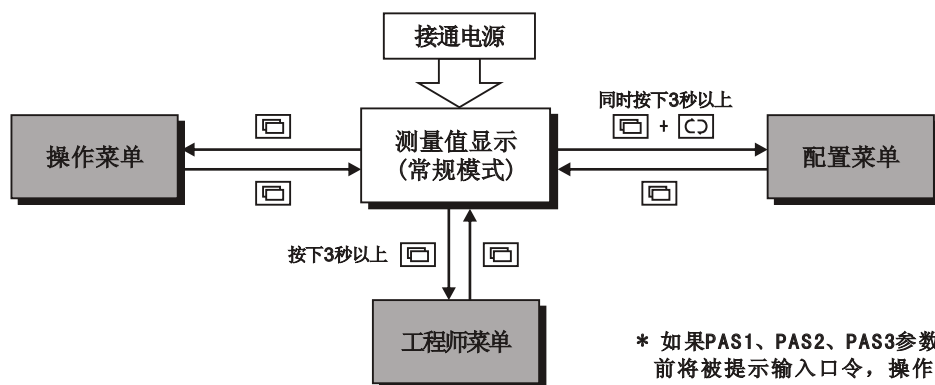 接通电源
同时按下3秒以上
+
操作菜单
测量值显示
(常规模式)
配置菜单
按下3秒以上
工程师菜单
* 如果PAS1、PAS2、PAS3参数
前将被提示输入口令，操作